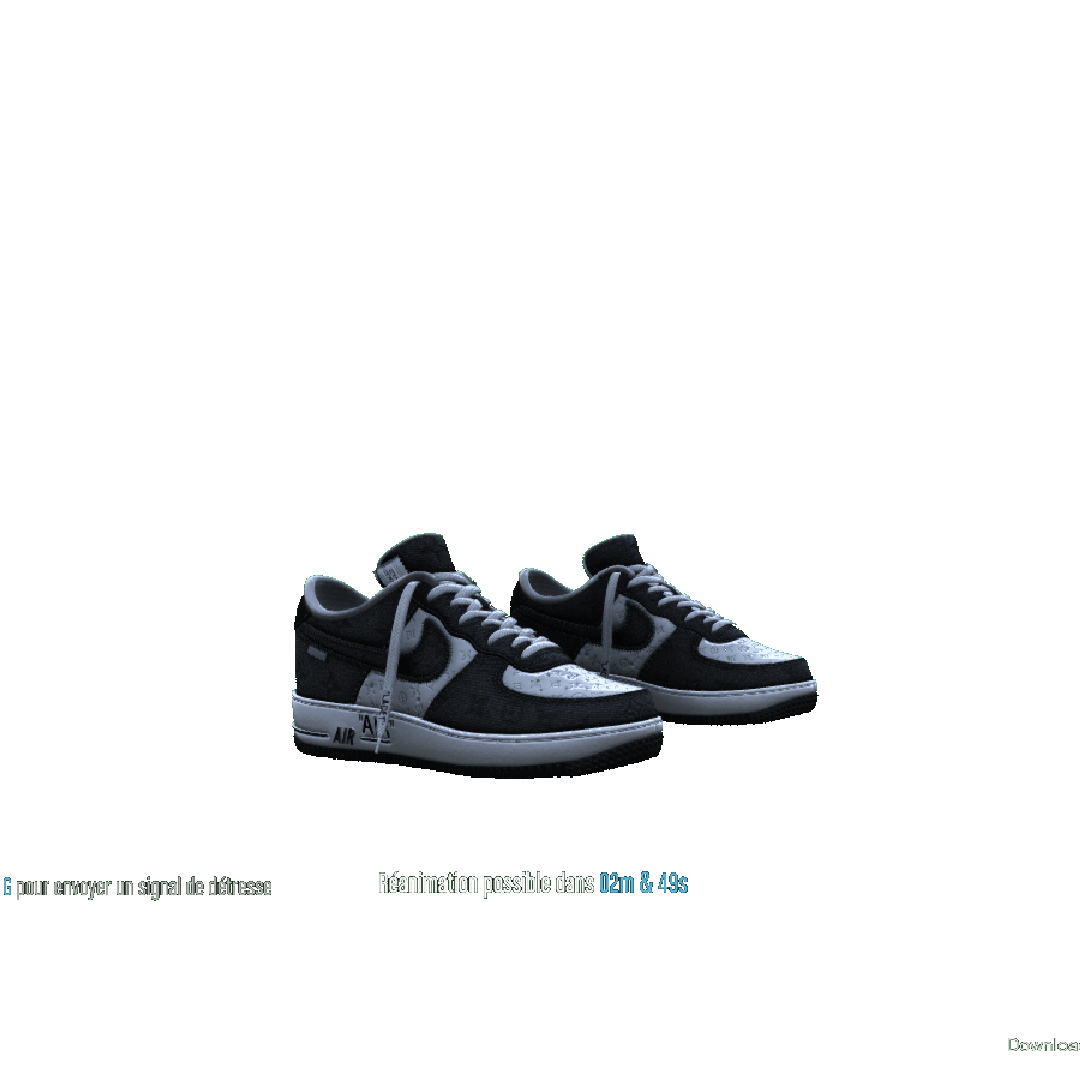 "AIR"
AIR
G pour envoyer un signal de détresse
Réanimation possible dans 02m & 49s
Downloa